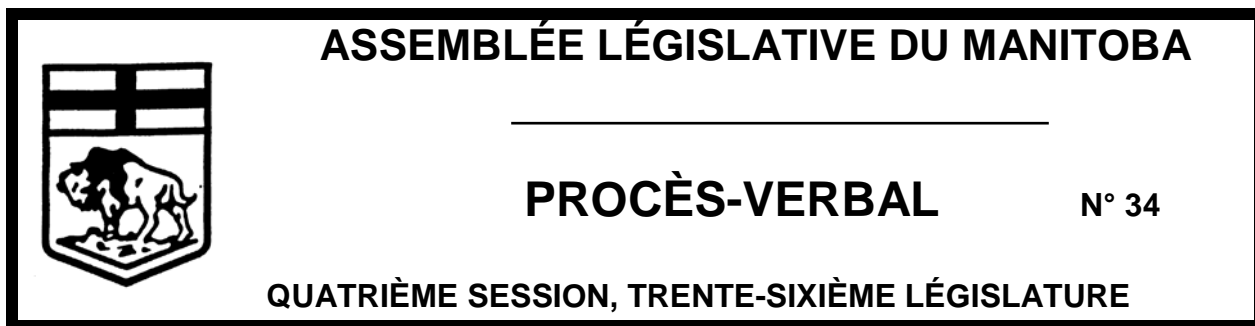 ASSEMBLÉE LÉGISLATIVE DU MANITOBA
PROCÈS-VERBAL N° 34
QUATRIÈME SESSION, TRENTE-SIXIÈME LÉGISLATURE